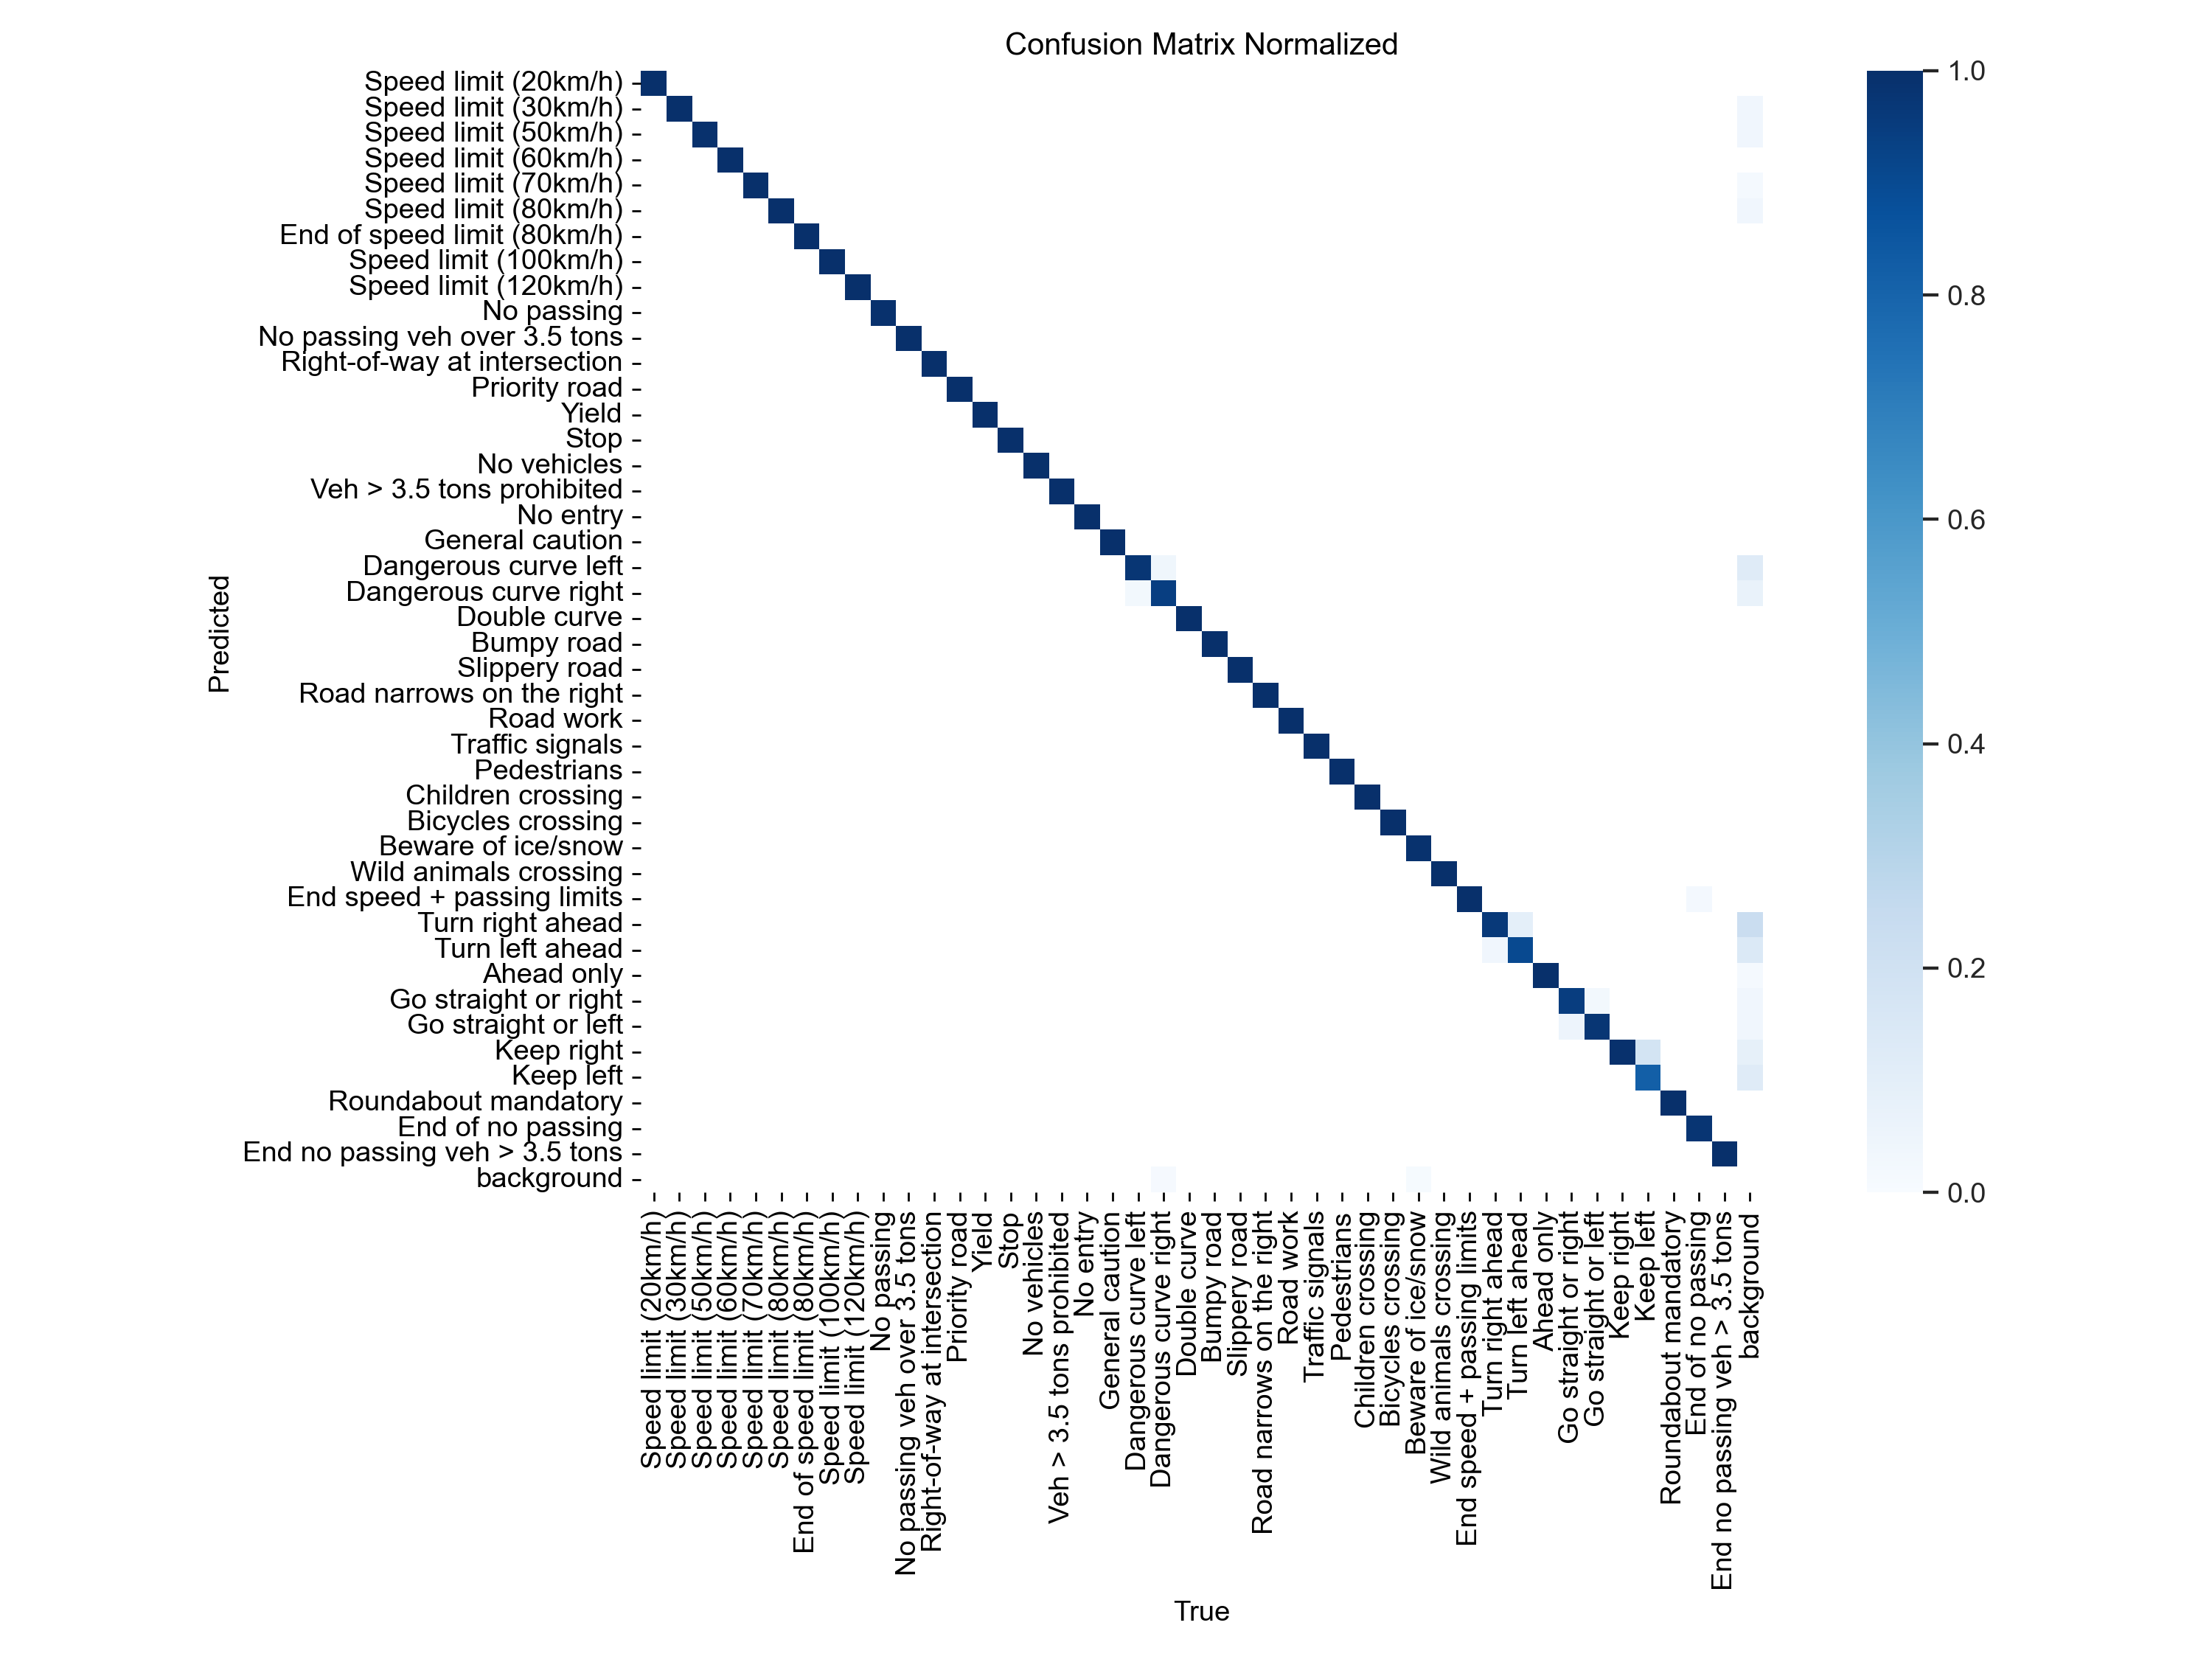 Confusion Matrix Normalized
Predicted
Speed limit (20km/h)
Speed limit (30km/h)
Speed limit (50km/h)
Speed limit (60km/h)
Speed limit (70km/h)
Speed limit (80km/h)
End of speed limit (80km/h)
Speed limit (100km/h)
Speed limit (120km/h)
No passing
No passing veh over 3.5 tons
Right-of-way at intersection
Priority road
Yield
Stop
No vehicles
Veh > 3.5 tons prohibited
No entry
General caution
Dangerous curve left
Dangerous curve right
Double curve
Bumpy road
Slippery road
Road narrows on the right
Road work
Traffic signals
Pedestrians
Children crossing
Bicycles crossing
Beware of ice/snow
Wild animals crossing
End speed + passing limits
Turn right ahead
Turn left ahead
Ahead only
Go straight or right
Go straight or left
Keep right
Keep left
Roundabout mandatory
End of no passing
End no passing veh > 3.5 tons
background
1.0
0.8
0.6
0.4
0.2
0.0
Speed limit (20km/h)
Speed limit (30km/h)
Speed limit (50km/h)
Speed limit (60km/h)
Speed limit (70km/h)
Speed limit (80km/h)
End of speed limit (80km/h)
Speed limit (100km/h)
Speed limit (120km/h)
No passing
No passing veh over 3.5 tons
Right-of-way at intersection
Priority road
Yield
Stop
No vehicles
Veh > 3.5 tons prohibited
No entry
General caution
Dangerous curve left
Dangerous curve right
Double curve
Bumpy road
Slippery road
Road narrows on the right
Road work
Traffic signals
Pedestrians
Children crossing
Bicycles crossing
Beware of ice/snow
Wild animals crossing
End speed + passing limits
Turn right ahead
Turn left ahead
Ahead only
Go straight or right
Go straight or left
Keep right
Keep left
Roundabout mandatory
End of no passing
End no passing veh > 3.5 tons
background
True